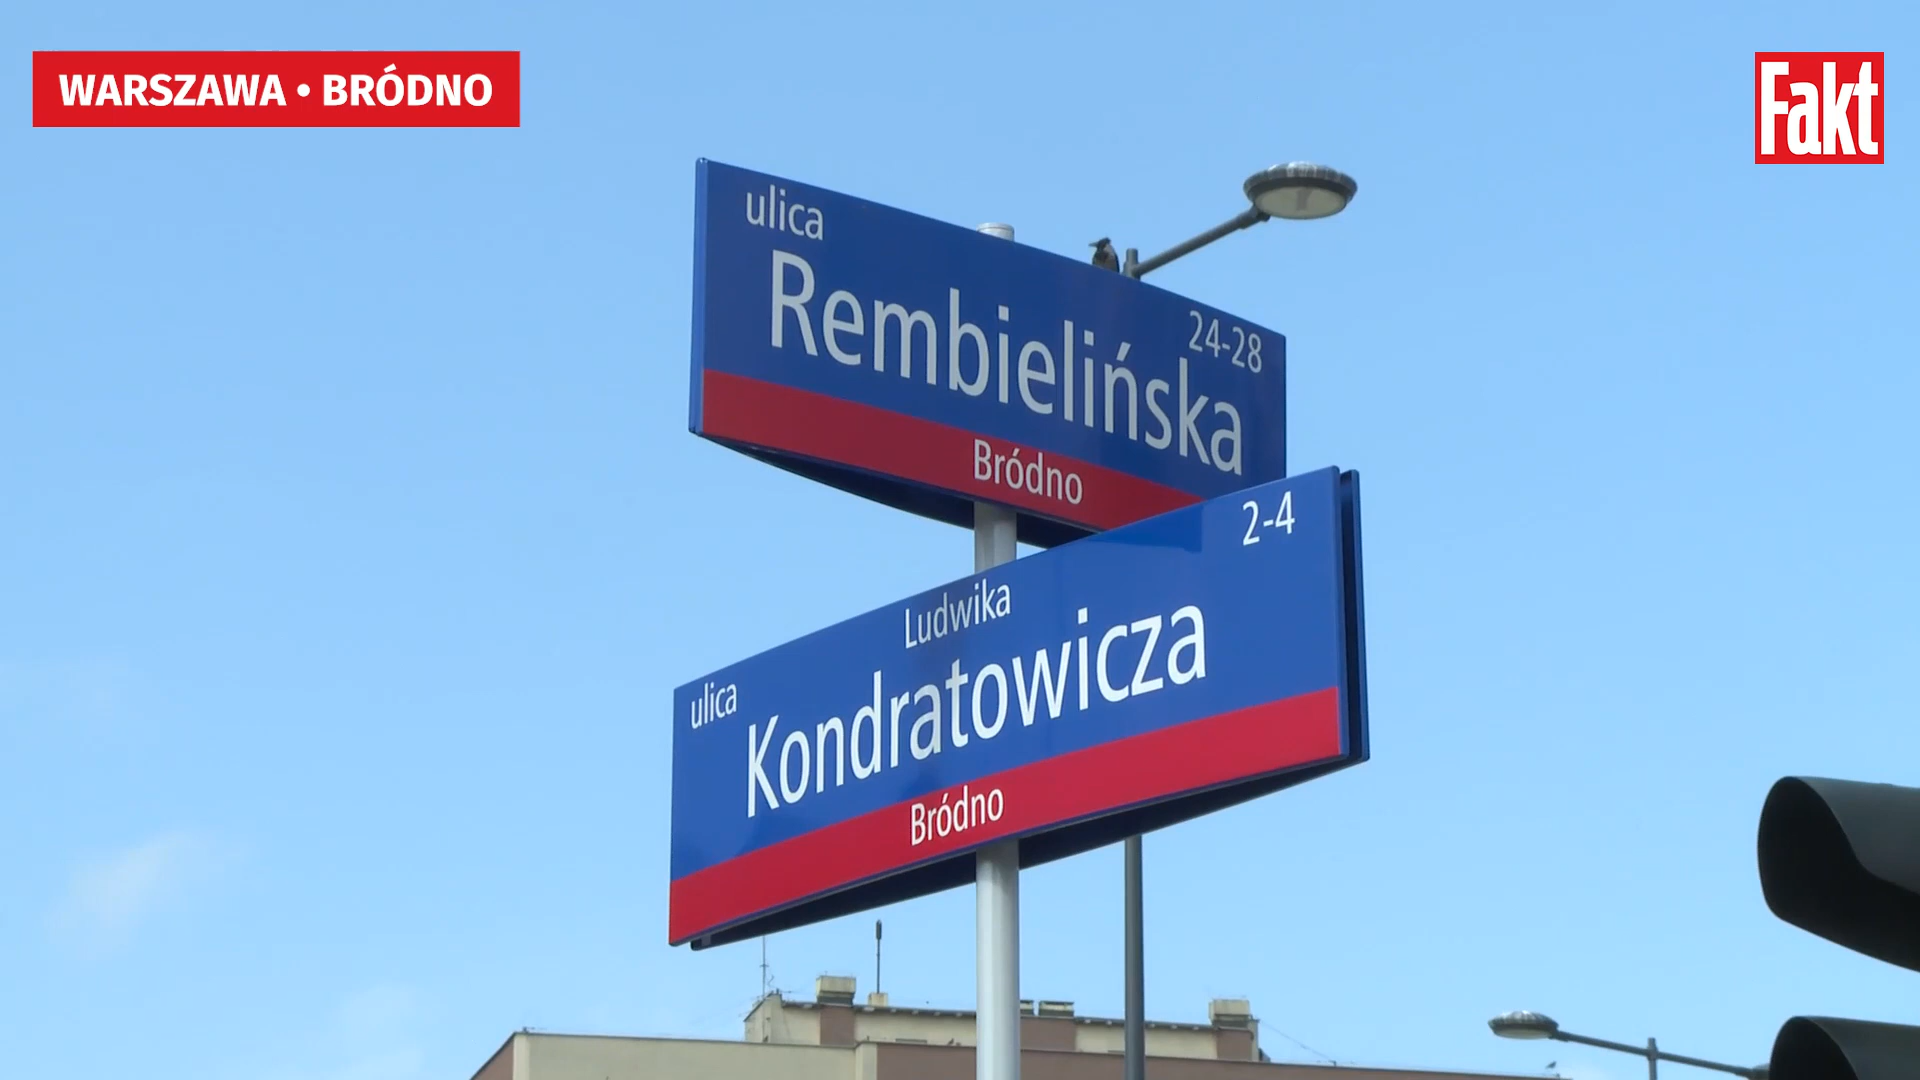 WARSZAWA • BRÓDNO
Fakt
ulica
Rembielińska
24-28
Bródno
2-4
Ludwika
ulica
Kondratowicza
Bródno